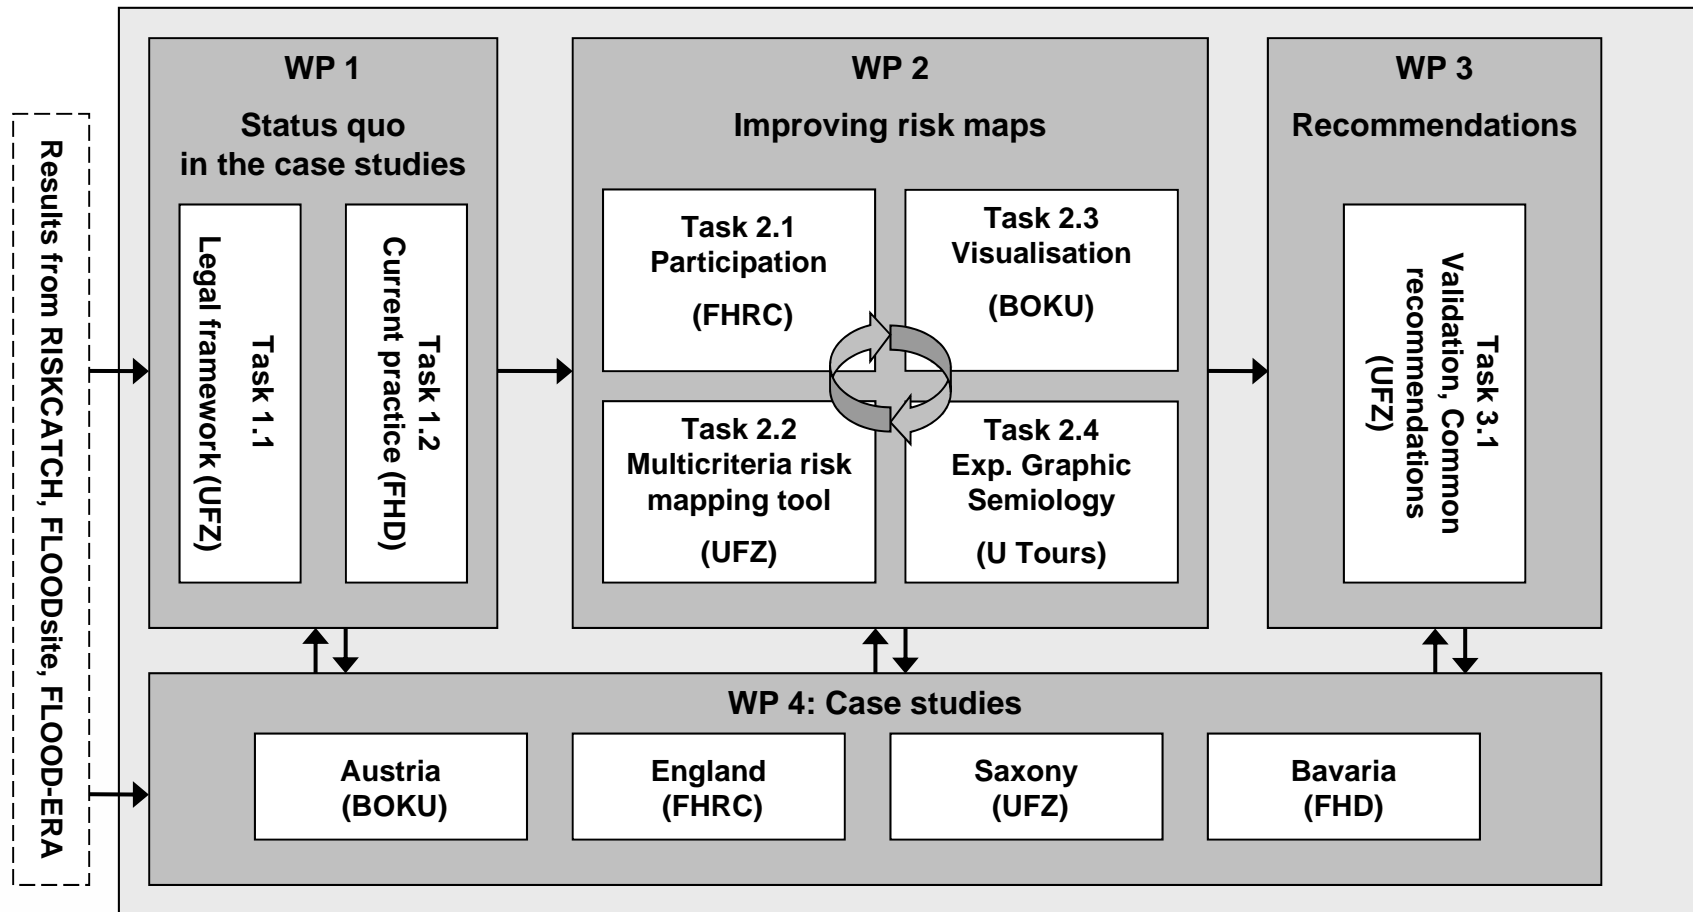 Results from RISKCATCH, FLOODsite, FLOOD-ERA
WP 1
Status quo
in the case studies
Task 1.1
Legal framework (UFZ)
Task 1.2
Current practice (FHD)
WP 2
Improving risk maps
Task 2.1
Participation
(FHRC)
Task 2.3
Visualisation
(BOKU)
Task 2.2
Multicriteria risk
mapping tool
(UFZ)
Task 2.4
Exp. Graphic
Semiology
(U Tours)
WP 3
Recommendations
Task 3.1
Validation, Common
recommendations
(UFZ)
WP 4: Case studies
Austria
(BOKU)
England
(FHRC)
Saxony
(UFZ)
Bavaria
(FHD)